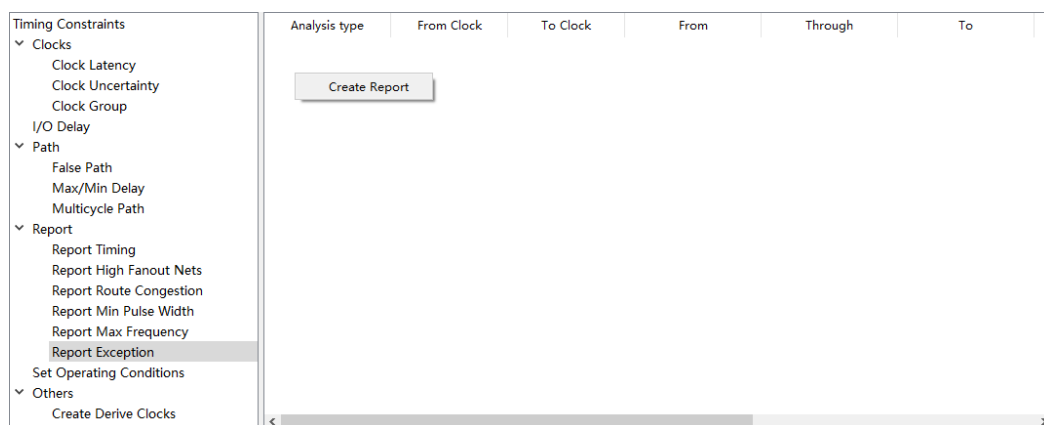 Timing Constraints
Clocks
Clock Latency
Clock Uncertainty
Clock Group
I/O Delay
Path
False Path
Max/Min Delay
Multicycle Path
Report
Report Timing
Report High Fanout Nets
Report Route Congestion
Report Min Pulse Width
Report Max Frequency
Report Exception
Set Operating Conditions
Others
Create Derive Clocks
Analysis type From Clock To Clock From Through To
Create Report